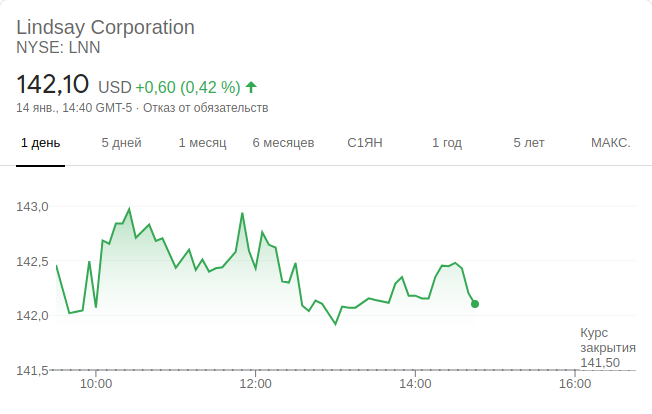 Lindsay Corporation
NYSE: LNN
142,10 USD +0,60 (0,42 %)
14 янв., 14:40 GMT-5 · Отказ от обязательств
1 день 5 дней 1 месяц 6 месяцев С1ЯН 1 год 5 лет МАКС.
143,0
142,5
142,0
Курс
закрытия
141,50
141,5
10:00 12:00 14:00 16:00